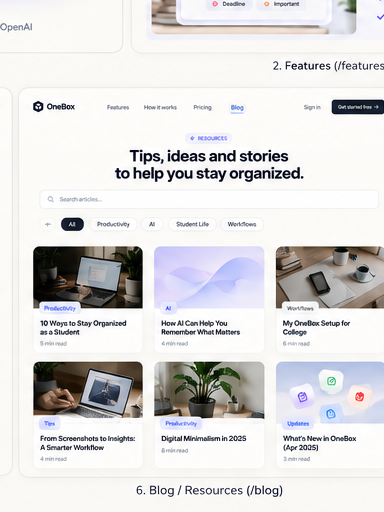 OpenAI
Deadline
Important
2. Features (/features
OneBox
Features
How it works
Pricing
Blog
Sign in
Get started free →
RESOURCES
Tips, ideas and stories
to help you stay organized.
Search articles...
All
Productivity
AI
Student Life
Workflows
Productivity
10 Ways to Stay Organized
as a Student
5 min read
AI
How AI Can Help You
Remember What Matters
4 min read
Workflows
My OneBox Setup for
College
6 min read
Tips
From Screenshots to Insights:
A Smarter Workflow
4 min read
Productivity
Digital Minimalism in 2025
8 min read
Updates
What's New in OneBox
(Apr 2025)
3 min read
6. Blog / Resources (/blog)